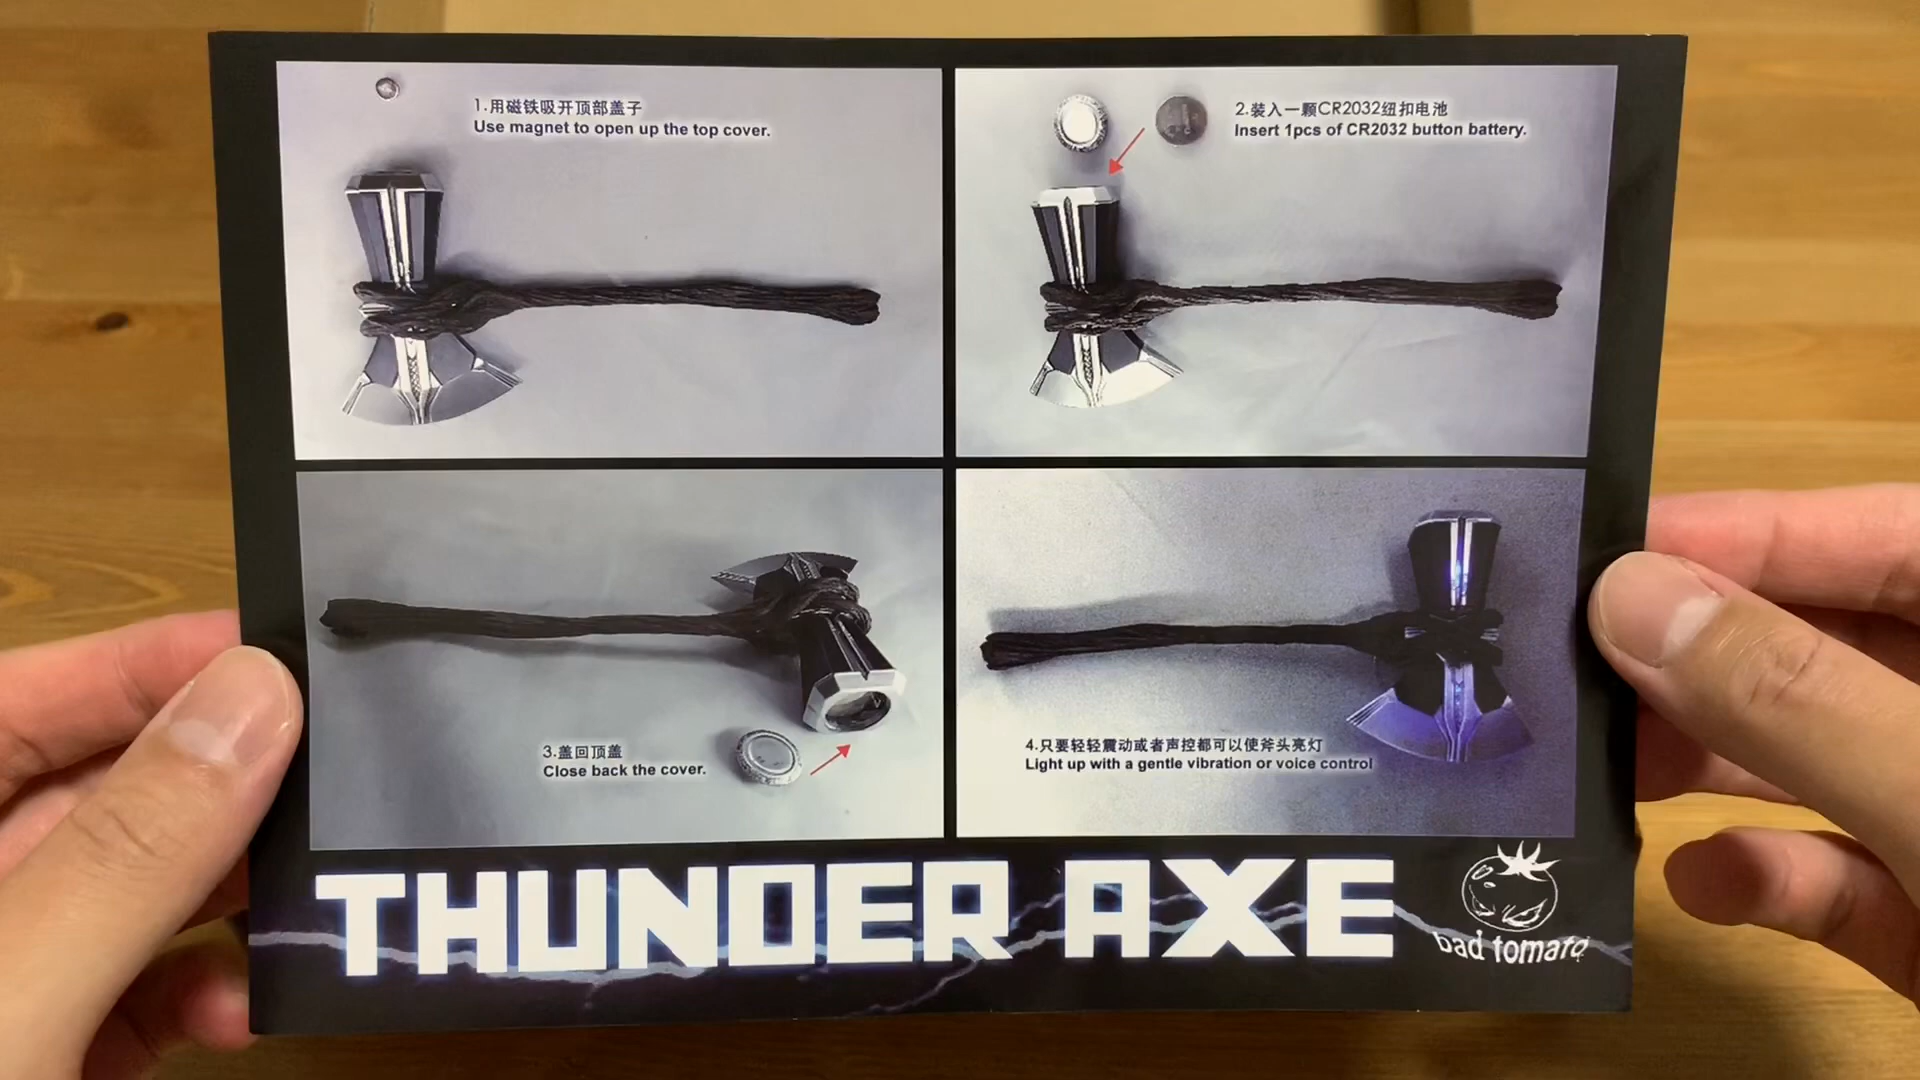 1.用磁铁吸开顶部盖子
Use magnet to open up the top cover.
2.装入一颗CR2032纽扣电池
Insert 1pcs of CR2032 button battery.
3.盖回顶盖
Close back the cover.
4.只要轻轻震动或者声控都可以使斧头亮灯
Light up with a gentle vibration or voice control
THUNDER AXE
bad tomato